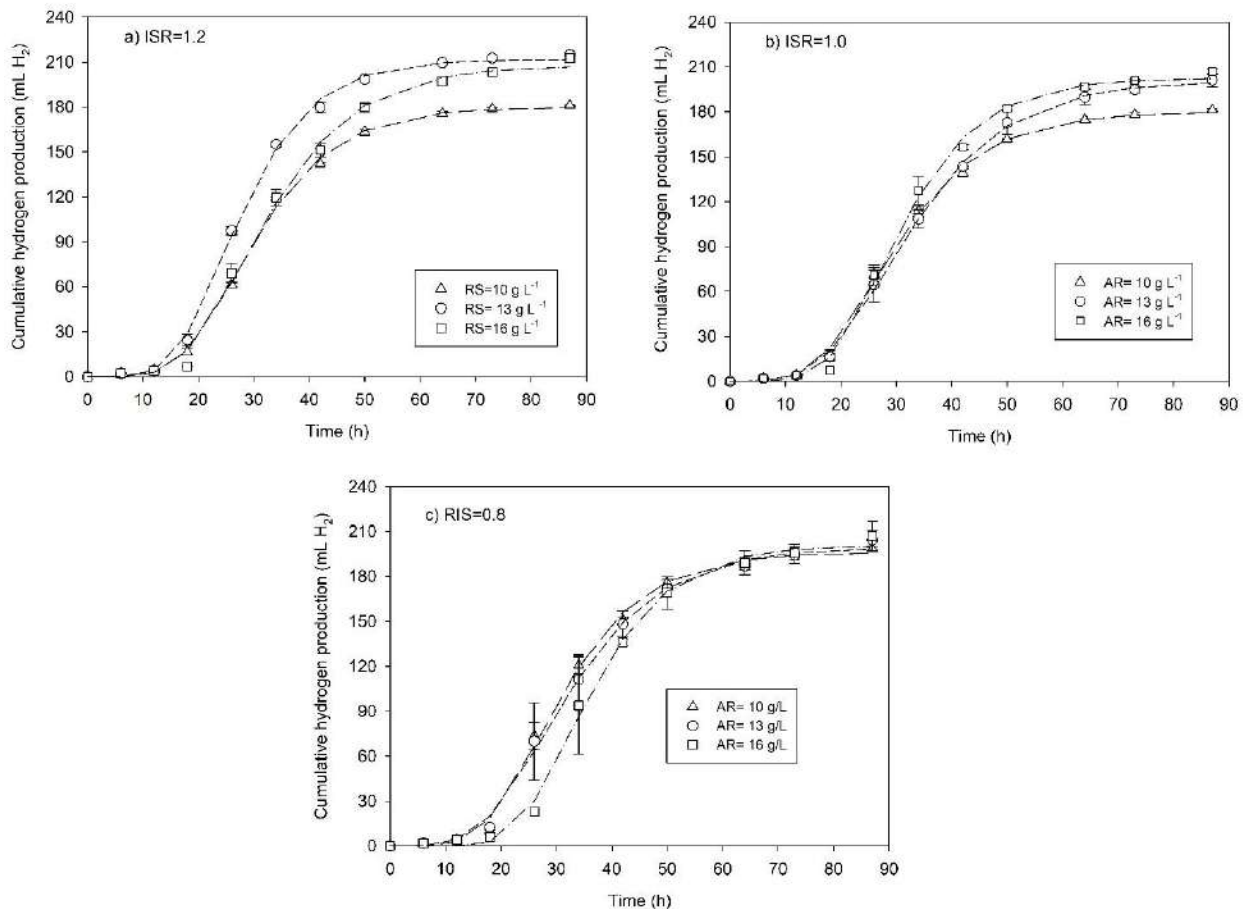 a) ISR=1.2
Cumulative hydrogen production (mL H₂)
240
210
180
150
120
90
60
30
0
RS=10 g L⁻¹
RS= 13 g L⁻¹
RS=16 g L⁻¹
0 10 20 30 40 50 60 70 80 90
Time (h)
b) ISR=1.0
Cumulative hydrogen production (mL H₂)
240
210
180
150
120
90
60
30
0
AR= 10 g L⁻¹
AR= 13 g L⁻¹
AR= 16 g L⁻¹
0 10 20 30 40 50 60 70 80 90
Time (h)
c) RIS=0.8
Cumulative hydrogen production (mL H₂)
240
210
180
150
120
90
60
30
0
AR= 10 g/L
AR= 13 g/L
AR= 16 g/L
0 10 20 30 40 50 60 70 80 90
Time (h)